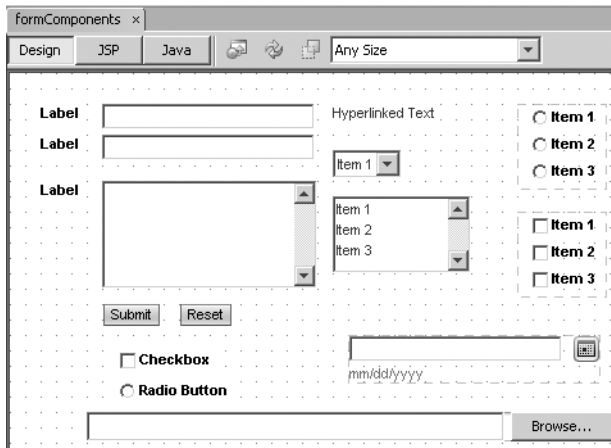 formComponents ×
Design JSP Java Any Size
Label Hyperlinked Text
Label
Label
Item 1
Item 1
Item 2
Item 3
Item 1
Item 2
Item 3
Item 1
Item 2
Item 3
Submit Reset
Checkbox
Radio Button
mm/dd/yyyy
Browse...